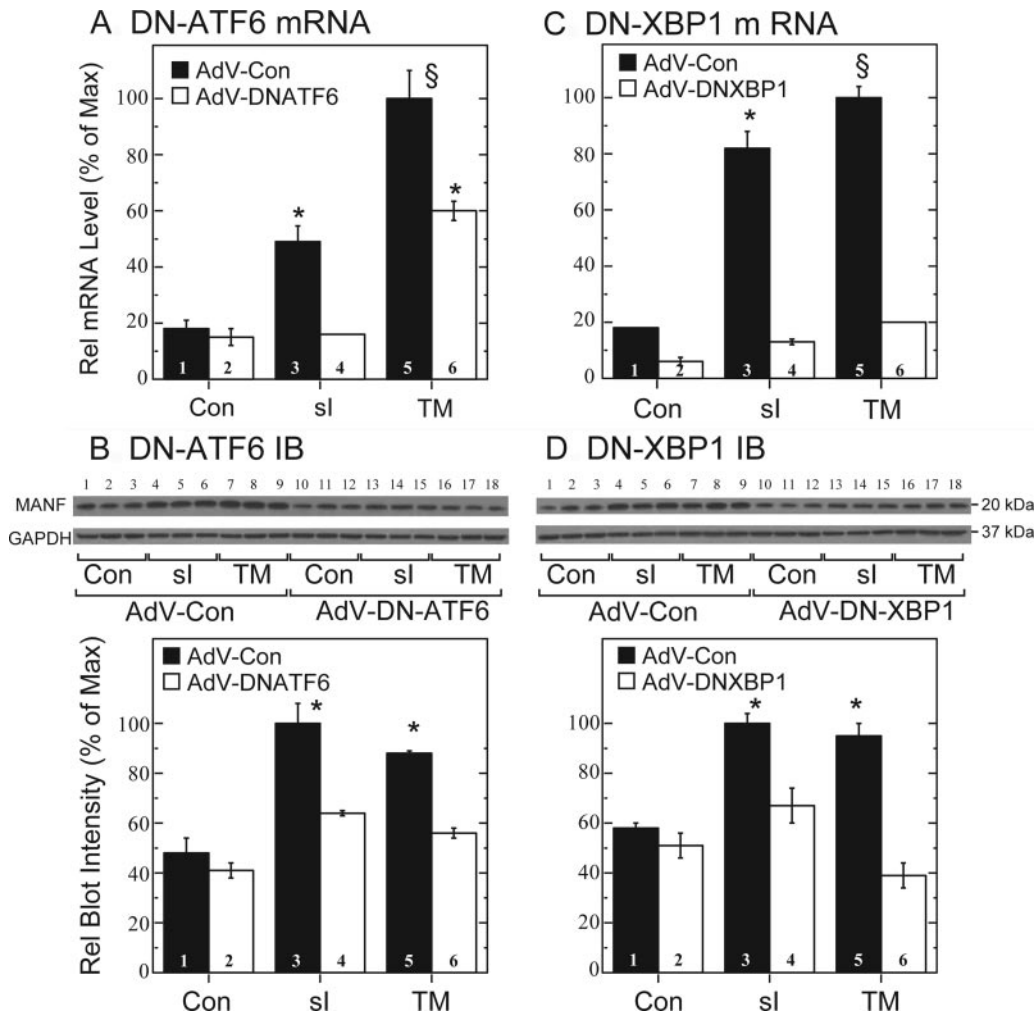 A DN-ATF6 mRNA
AdV-Con
AdV-DNATF6
§
*
*
Rel mRNA Level (% of Max)
100
80
60
40
20
0
1 2 3 4 5 6
Con sI TM
C DN-XBP1 m RNA
AdV-Con
AdV-DNXBP1
§
*
100
80
60
40
20
0
1 2 3 4 5 6
Con sI TM
B DN-ATF6 IB
1 2 3 4 5 6 7 8 9 10 11 12 13 14 15 16 17 18
MANF
GAPDH
Con sI TM Con sI TM
AdV-Con AdV-DN-ATF6
D DN-XBP1 IB
1 2 3 4 5 6 7 8 9 10 11 12 13 14 15 16 17 18
20 kDa
37 kDa
Con sI TM Con sI TM
AdV-Con AdV-DN-XBP1
AdV-Con
AdV-DNATF6
* *
Rel Blot Intensity (% of Max)
100
80
60
40
20
0
1 2 3 4 5 6
Con sI TM
AdV-Con
AdV-DNXBP1
* *
100
80
60
40
20
0
1 2 3 4 5 6
Con sI TM